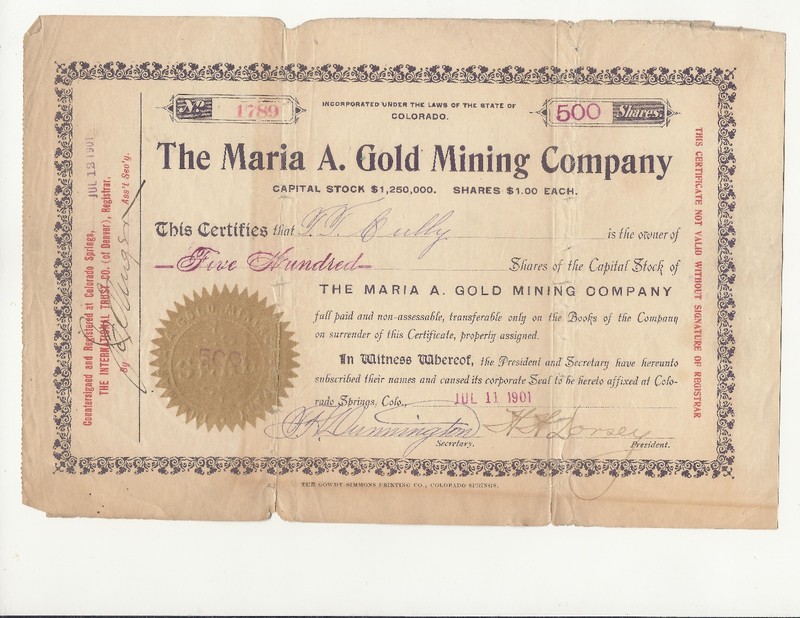 No. 1789
INCORPORATED UNDER THE LAWS OF THE STATE OF
COLORADO.
500 Shares.
The Maria A. Gold Mining Company
CAPITAL STOCK $1,250,000. SHARES $1.00 EACH.
This Certifies that T. T. Cully is the owner of
Five Hundred Shares of the Capital Stock of
THE MARIA A. GOLD MINING COMPANY
full paid and non-assessable, transferable only on the Books of the Company
on surrender of this Certificate, properly assigned.
In Witness Whereof, the President and Secretary have hereunto
subscribed their names and caused its corporate Seal to be hereto affixed at Colo-
rado Springs, Colo., JUL 11 1901
Dunnington H A Dorsey
Secretary. President.
THE GOWDY-SIMMONS PRINTING CO., COLORADO SPRINGS.
Countersigned and Registered at Colorado Springs, JUL 12 1901
THE INTERNATIONAL TRUST CO. (of Denver), Registrar.
By Ass't Sec'y.
THIS CERTIFICATE NOT VALID WITHOUT SIGNATURE OF REGISTRAR